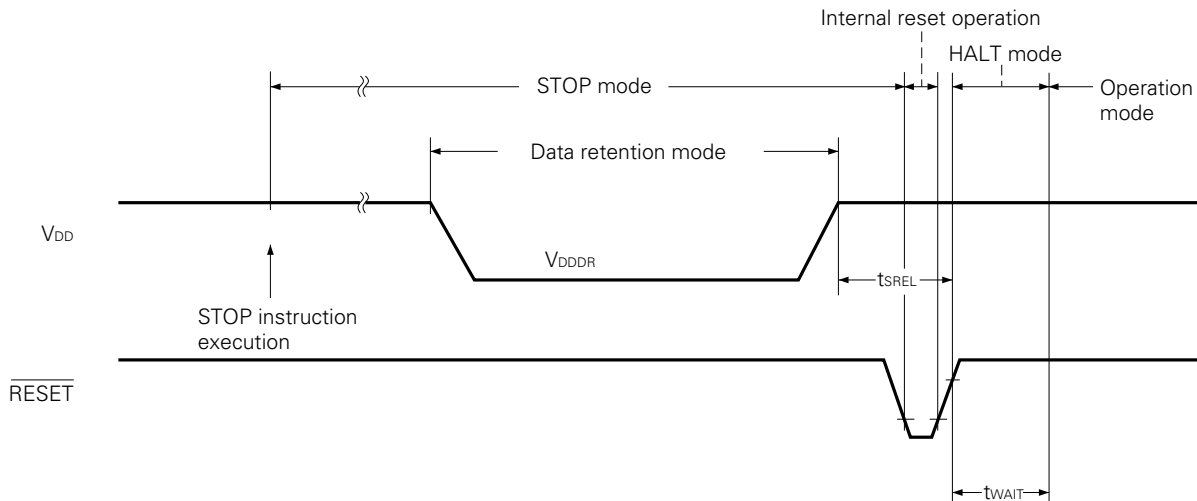 Internal reset operation
HALT mode
STOP mode
Operation
mode
Data retention mode
VDD
VDDDR
tSREL
STOP instruction
execution
RESET
tWAIT